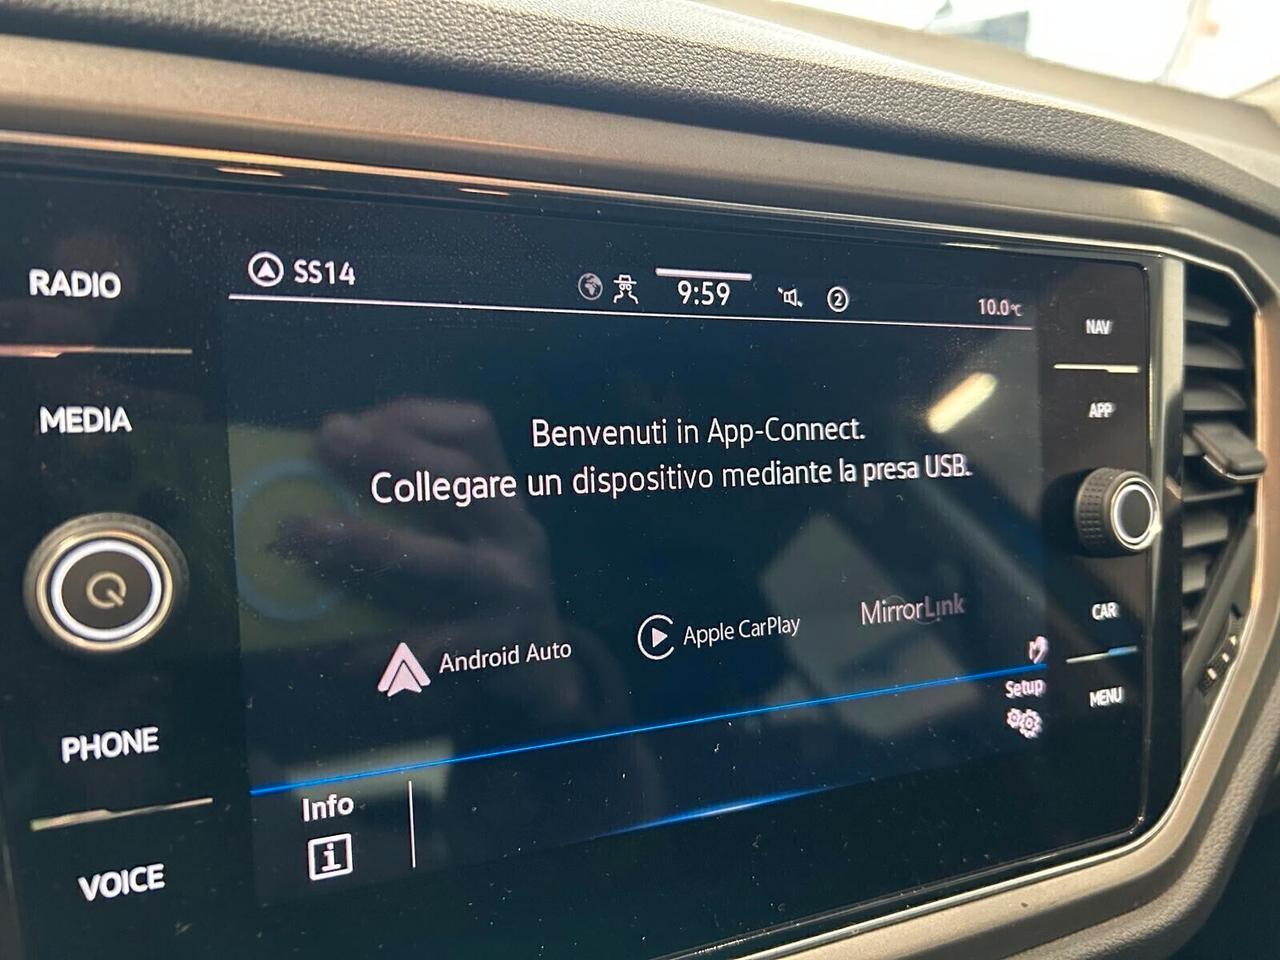 RADIO
MEDIA
PHONE
VOICE
SS14
9:59
2
10.0°C
Benvenuti in App-Connect.
Collegare un dispositivo mediante la presa USB.
Android Auto
Apple CarPlay
MirrorLink
Setup
Info
i
NAV
APP
CAR
MENU